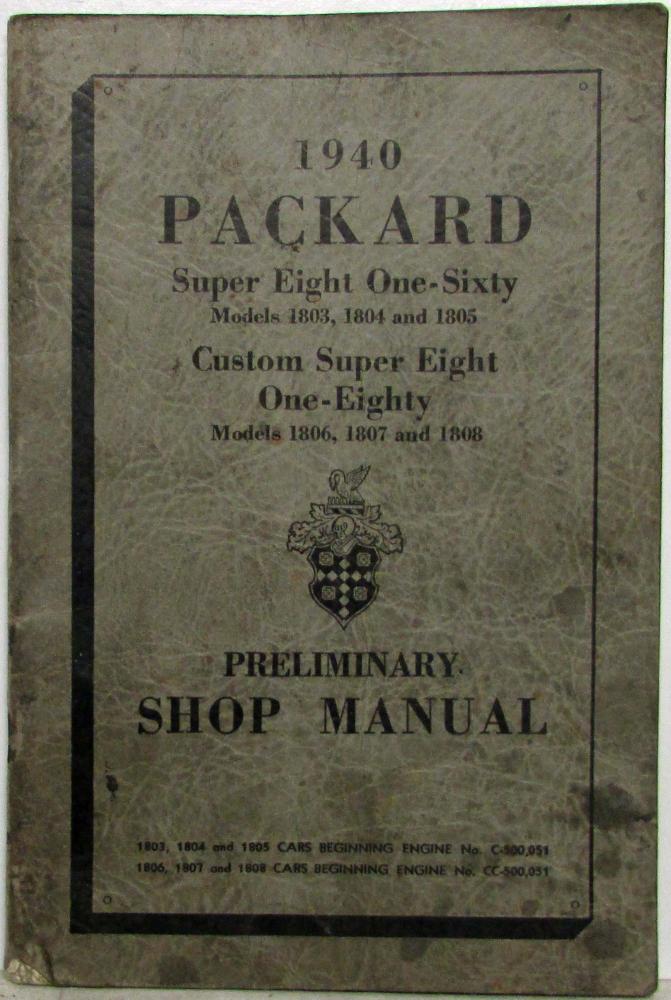 1940
PACKARD
Super Eight One-Sixty
Models 1803, 1804 and 1805
Custom Super Eight
One-Eighty
Models 1806, 1807 and 1808
PRELIMINARY
SHOP MANUAL
1803, 1804 and 1805 CARS BEGINNING ENGINE No. C-500,051
1806, 1807 and 1808 CARS BEGINNING ENGINE No. CC-500,051